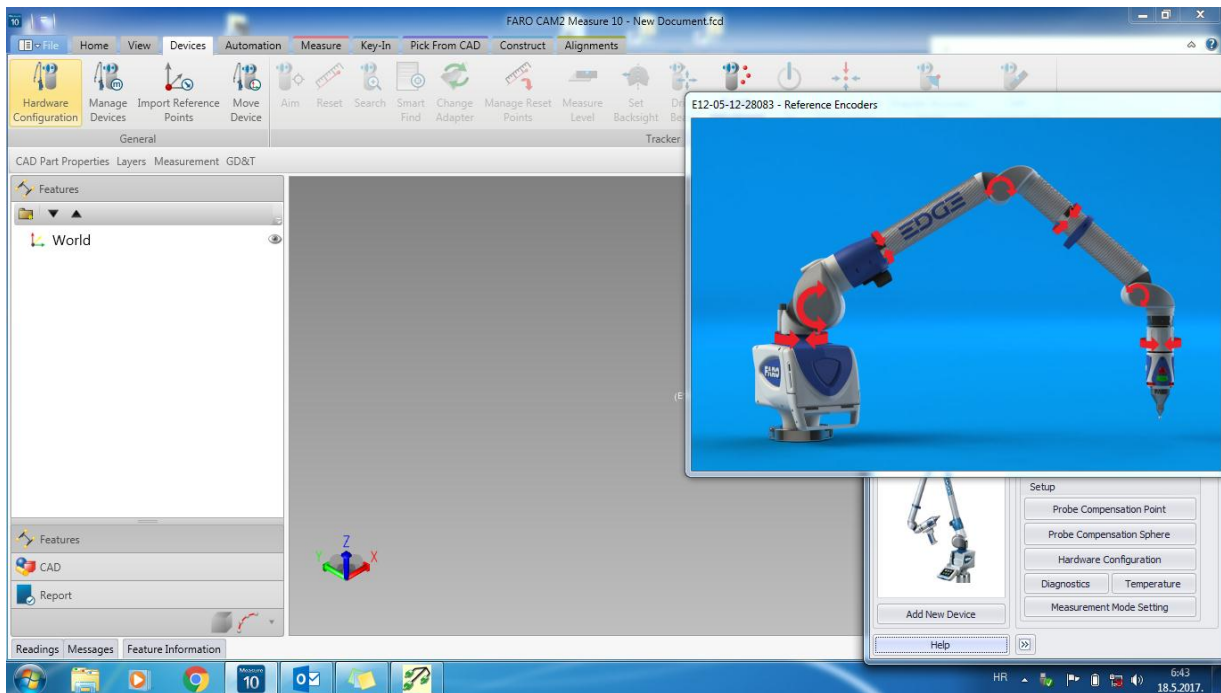 10
FARO CAM2 Measure 10 - New Document.fcd
File Home View Devices Automation Measure Key-In Pick From CAD Construct Alignments
Hardware Configuration
Manage Devices
Import Reference Points
Move Device
Aim
Reset
Search
Smart Find
Change Adapter
Manage Reset Points
Measure Level
Set Backsight
General
Tracker
E12-05-12-28083 - Reference Encoders
CAD Part Properties Layers Measurement GD&T
Features
World
EDGE
FARO
Z
Y
X
Features
CAD
Report
Setup
Probe Compensation Point
Probe Compensation Sphere
Hardware Configuration
Diagnostics
Temperature
Measurement Mode Setting
Add New Device
Help
Readings Messages Feature Information
Measure
10
HR
6:43
18.5.2017.